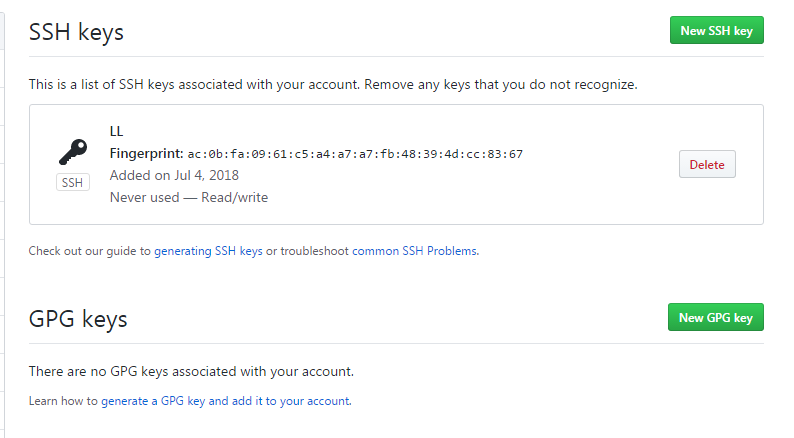 SSH keys
New SSH key
This is a list of SSH keys associated with your account. Remove any keys that you do not recognize.
LL
Fingerprint: ac:0b:fa:09:61:c5:a4:a7:a7:fb:48:39:4d:cc:83:67
SSH
Added on Jul 4, 2018
Never used — Read/write
Delete
Check out our guide to generating SSH keys or troubleshoot common SSH Problems.
GPG keys
New GPG key
There are no GPG keys associated with your account.
Learn how to generate a GPG key and add it to your account.